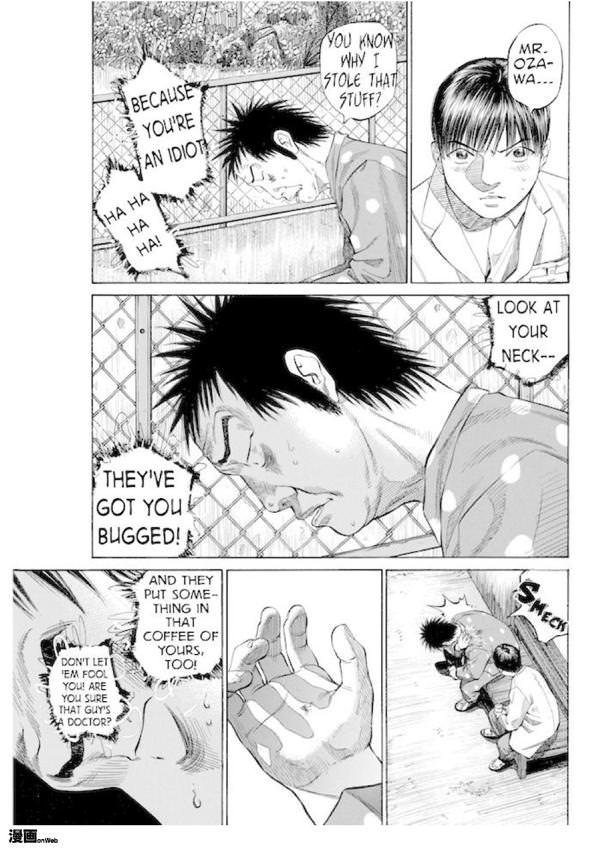 MR.
OZA-
WA---
YOU KNOW
WHY I
STOLE THAT
STUFF?
BECAUSE
YOU'RE
AN IDIOT
HA HA
HA
HA!
LOOK AT
YOUR
NECK--
THEY'VE
GOT YOU
BUGGED!
SMECK
AND THEY
PUT SOME-
THING IN
THAT
COFFEE OF
YOURS,
TOO!
DON'T LET
'EM FOOL
YOU! ARE
YOU SURE
THAT GUY'S
A DOCTOR?
漫画onWeb